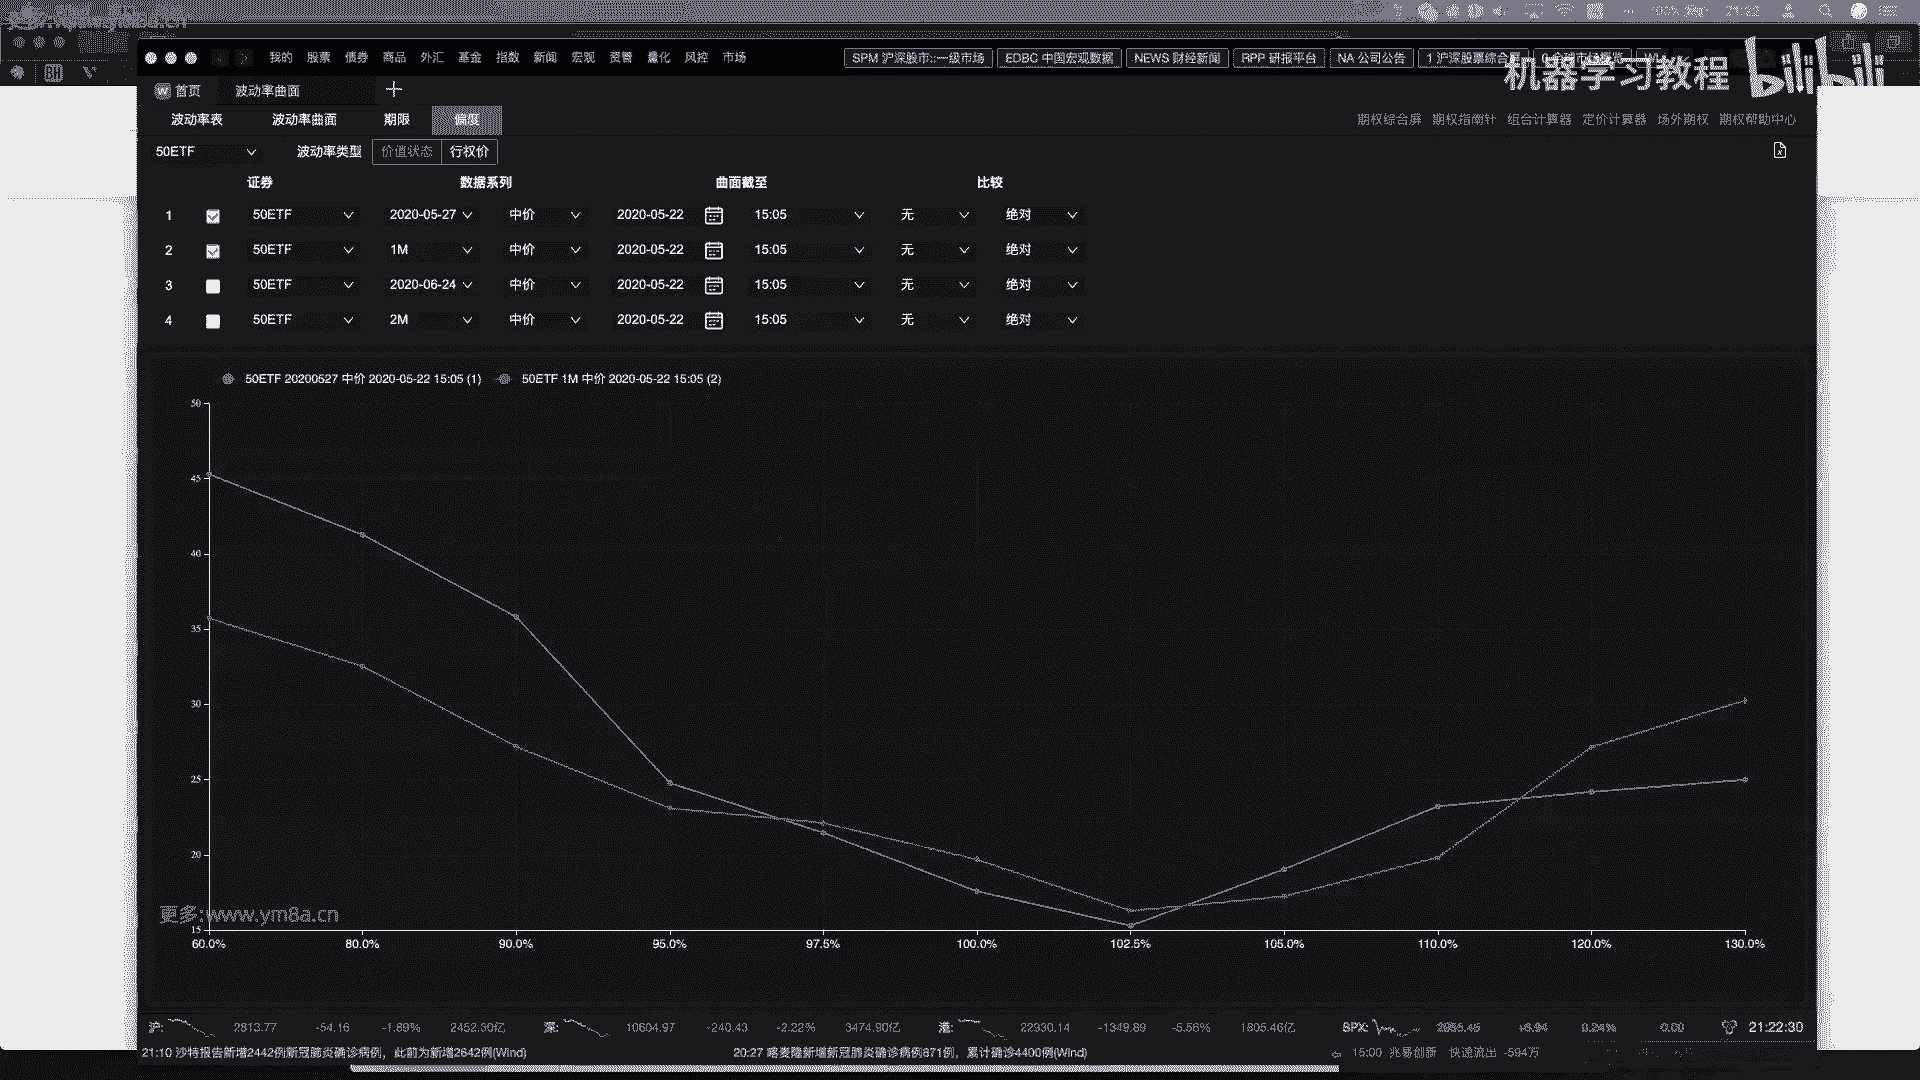 21:22
我的 股票 债券 商品 外汇 基金 指数 新闻 宏观 资管 量化 风控 市场 SPM 沪深股市::一级市场 EDBC 中国宏观数据 NEWS 财经新闻 RPP 研报平台 NA 公司公告 1 沪深股票综合屏
机器学习教程 bilibili
W 首页 波动率曲面 +
波动率表 波动率曲面 期限 偏度 期权综合屏 期权指南针 组合计算器 定价计算器 场外期权 期权帮助中心
50ETF 波动率类型 价值状态 行权价
证券 数据系列 曲面截至 比较
1 50ETF 2020-05-27 中价 2020-05-22 15:05 无 绝对
2 50ETF 1M 中价 2020-05-22 15:05 无 绝对
3 50ETF 2020-06-24 中价 2020-05-22 15:05 无 绝对
4 50ETF 2M 中价 2020-05-22 15:05 无 绝对
50ETF 20200527 中价 2020-05-22 15:05 (1) 50ETF 1M 中价 2020-05-22 15:05 (2)
50
45
40
35
30
25
20
15
更多:www.ym8a.cn
60.0% 80.0% 90.0% 95.0% 97.5% 100.0% 102.5% 105.0% 110.0% 120.0% 130.0%
沪: 2813.77 -54.16 -1.89% 2452.30亿 深: 10604.97 -240.43 -2.22% 3474.90亿 港: 22930.14 -1349.89 -5.56% 1805.46亿 SPX: +6.94 0.24% 0.00 21:22:30
21:10 沙特报告新增2442例新冠肺炎确诊病例，此前为新增2642例(Wind) 20:27 喀麦隆新增新冠肺炎确诊病例871例，累计确诊4400例(Wind) 15:00 兆易创新 快速流出 -594万